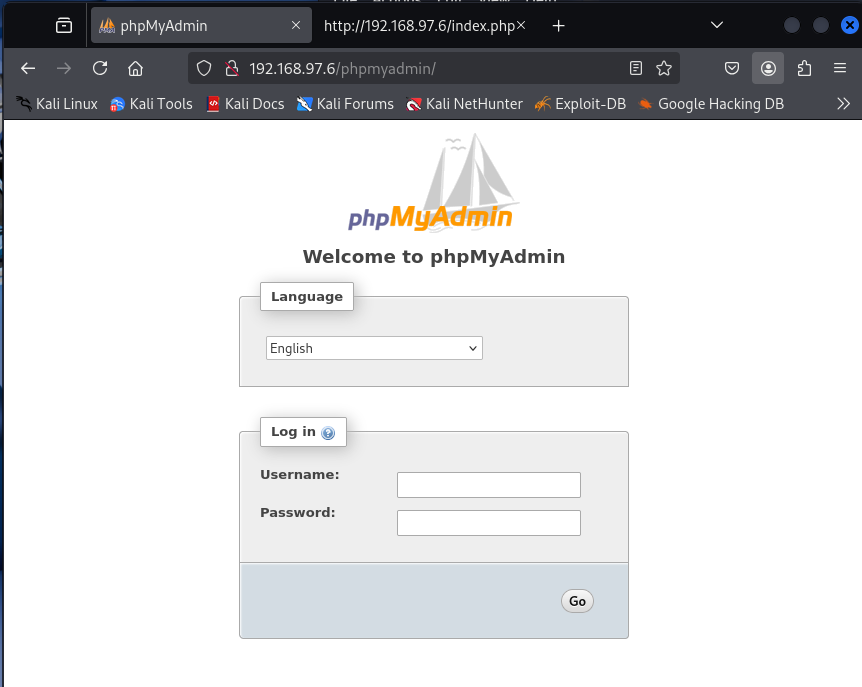 phpMyAdmin
http://192.168.97.6/index.php
192.168.97.6/phpmyadmin/
Kali Linux Kali Tools Kali Docs Kali Forums Kali NetHunter Exploit-DB Google Hacking DB
phpMyAdmin
Welcome to phpMyAdmin
Language
English
Log in
Username:
Password:
Go